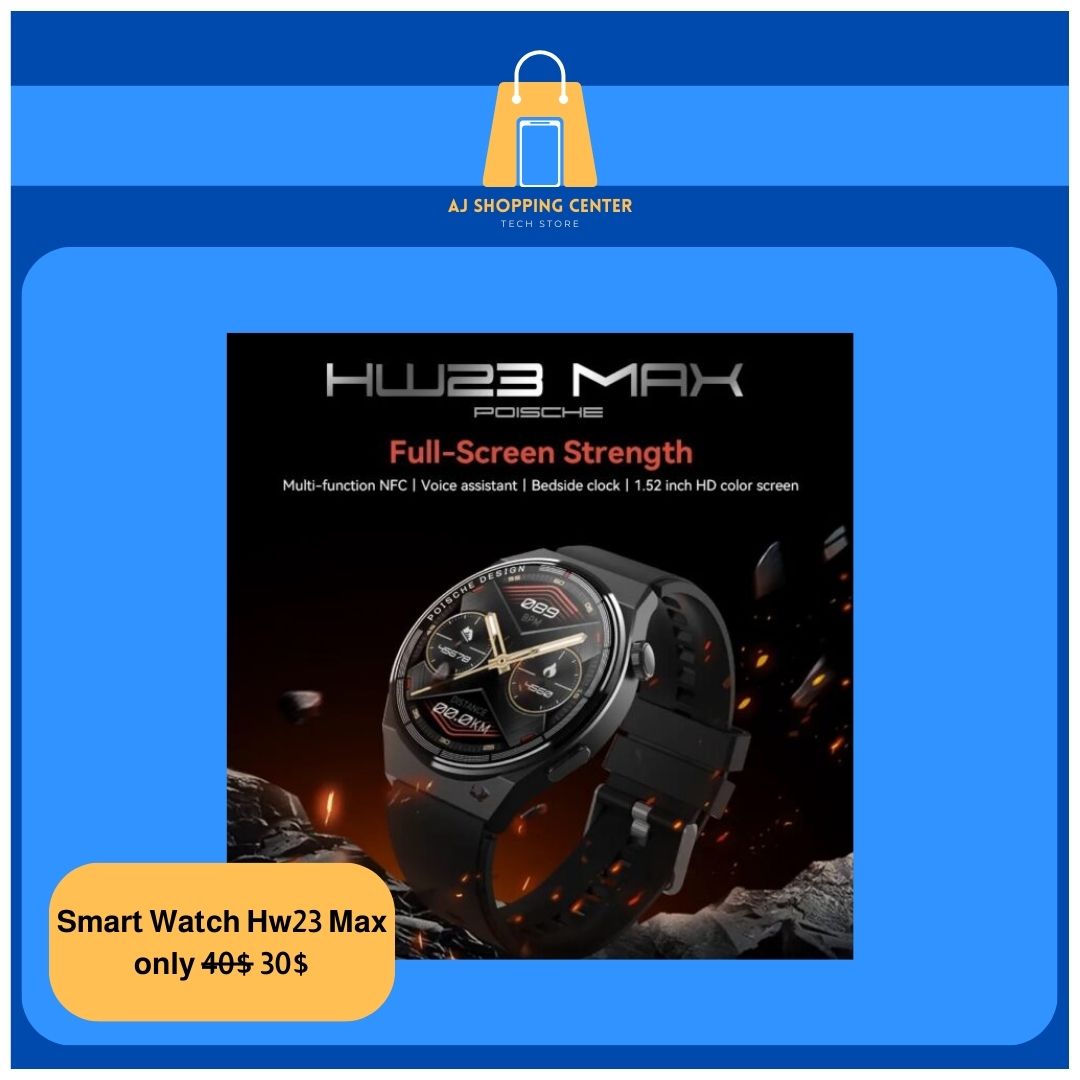 AJ SHOPPING CENTER
TECH STORE
HW23 MAX
POISCHE
Full-Screen Strength
Multi-function NFC | Voice assistant | Bedside clock | 1.52 inch HD color screen
POISCHE DESIGN
089
BPM
45678
4560
DISTANCE
00.0KM
Smart Watch Hw23 Max
only 40$ 30$